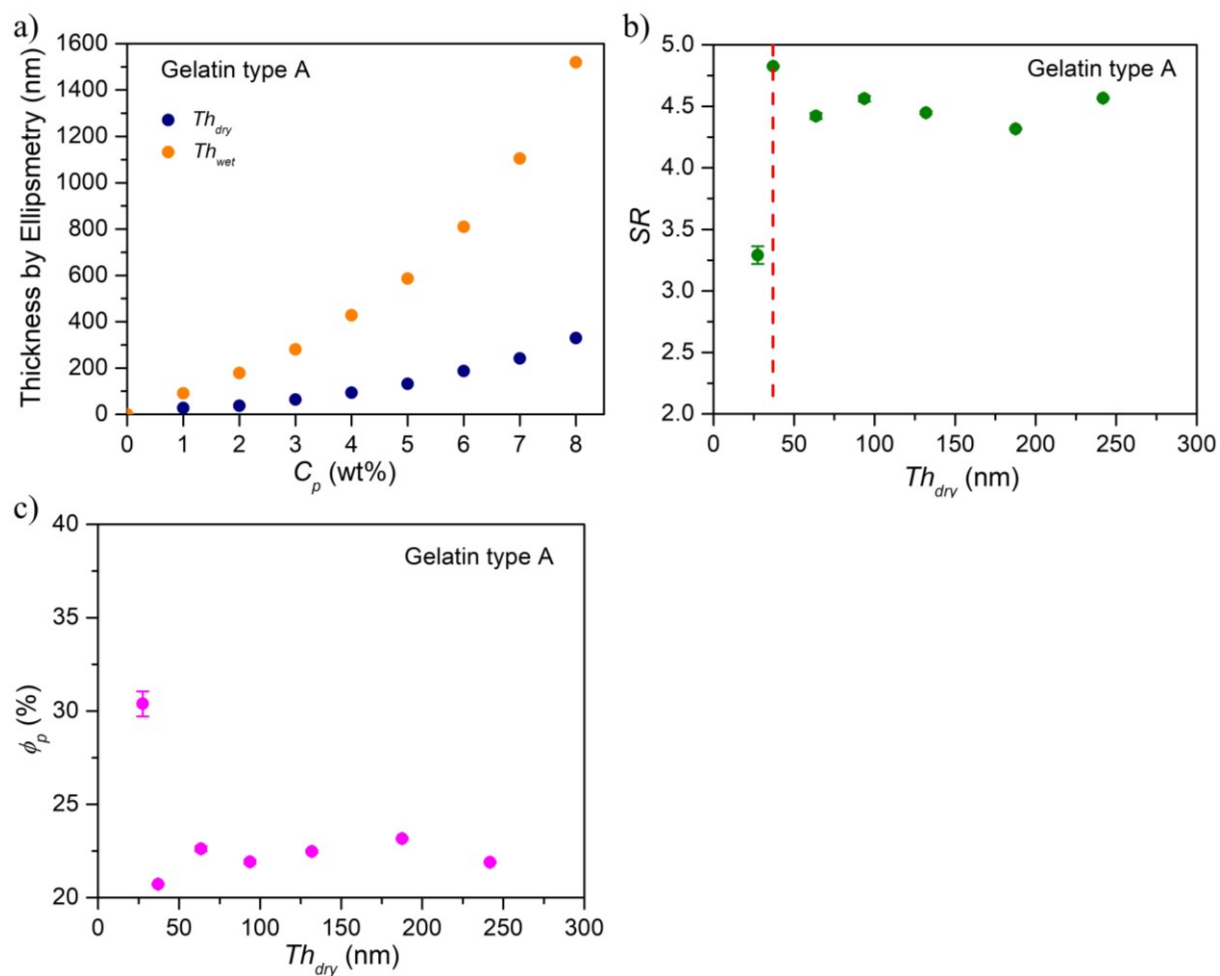 a)
Gelatin type A
Th_dry
Th_wet
Thickness by Ellipsmetry (nm)
1600
1400
1200
1000
800
600
400
200
0
0 1 2 3 4 5 6 7 8
C_p (wt%)
b)
Gelatin type A
SR
5.0
4.5
4.0
3.5
3.0
2.5
2.0
0 50 100 150 200 250 300
Th_dry (nm)
c)
Gelatin type A
ϕ_p (%)
40
35
30
25
20
0 50 100 150 200 250 300
Th_dry (nm)